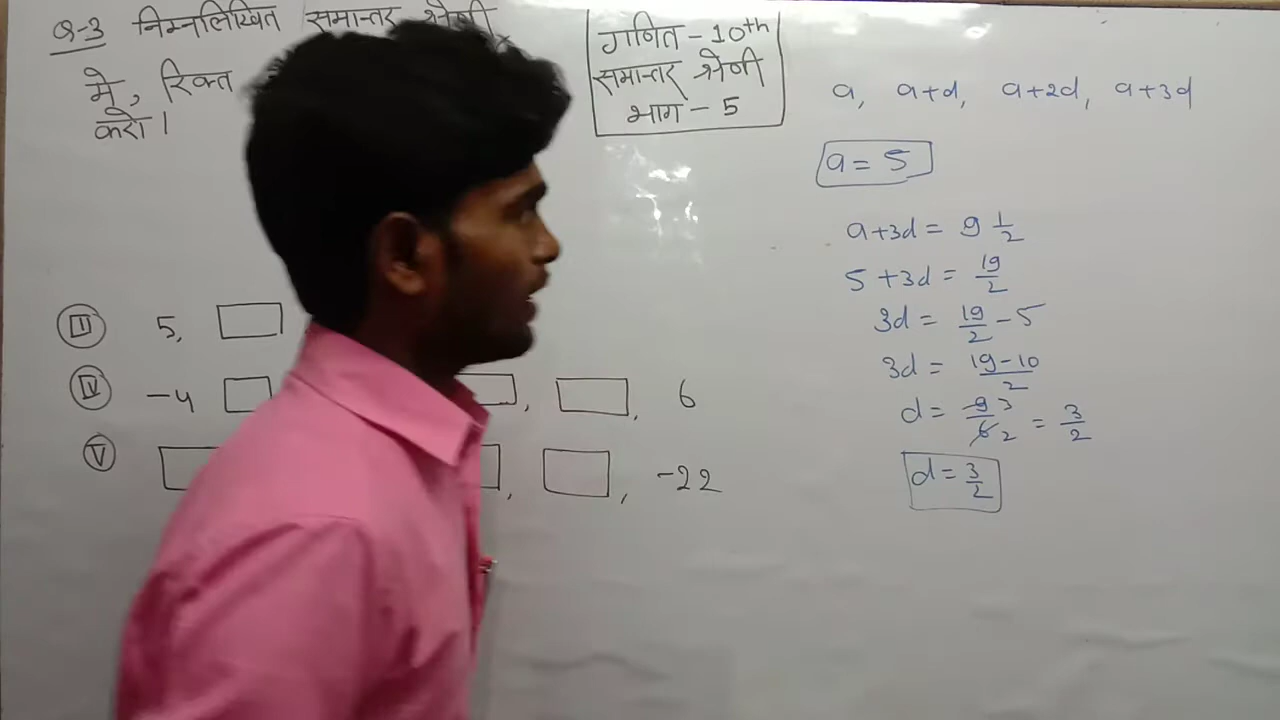 Q-3 निम्नलिखित समान्तर श्रेणी
मे, रिक्त
करो।
गणित - 10th
समान्तर श्रेणी
भाग - 5
III 5,
IV -4 , 6
V , , -22
a, a+d, a+2d, a+3d
a = 5
a+3d = 9 1/2
5 +3d = 19/2
3d = 19/2 - 5
3d = 19-10/2
d = 9 3/6 2 = 3/2
d = 3/2